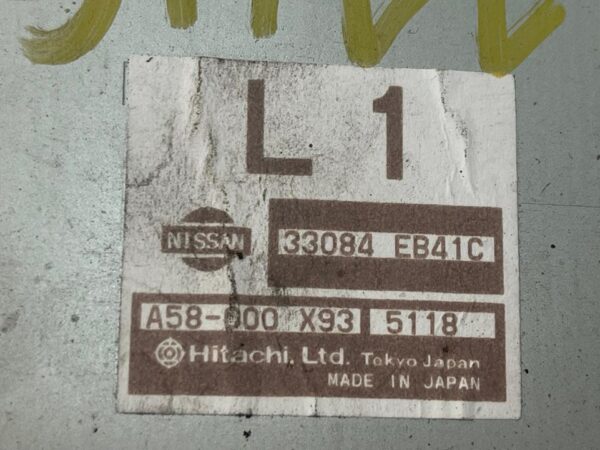 L 1
NISSAN 33084 EB41C
A58-000 X93 5118
Hitachi, Ltd. Tokyo Japan
MADE IN JAPAN